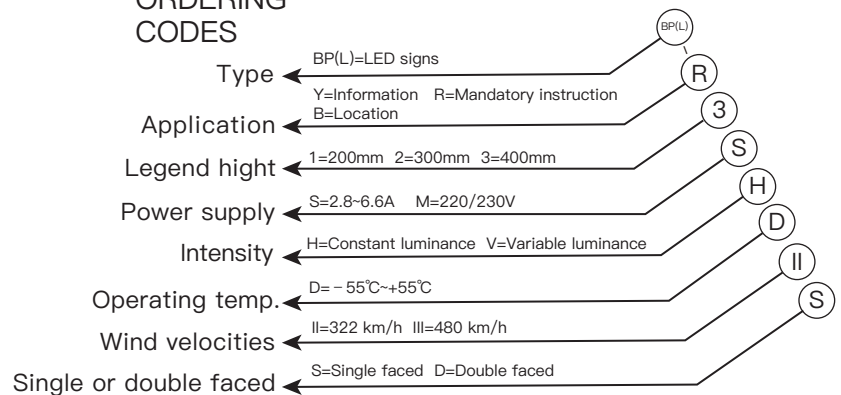 ORDERING
CODES
BP(L)
Type BP(L)=LED signs
R
Y=Information R=Mandatory instruction
Application B=Location
3
Legend hight 1=200mm 2=300mm 3=400mm
S
Power supply S=2.8~6.6A M=220/230V
H
Intensity H=Constant luminance V=Variable luminance
D
Operating temp. D=－55℃~+55℃
II
Wind velocities II=322 km/h III=480 km/h
S
Single or double faced S=Single faced D=Double faced